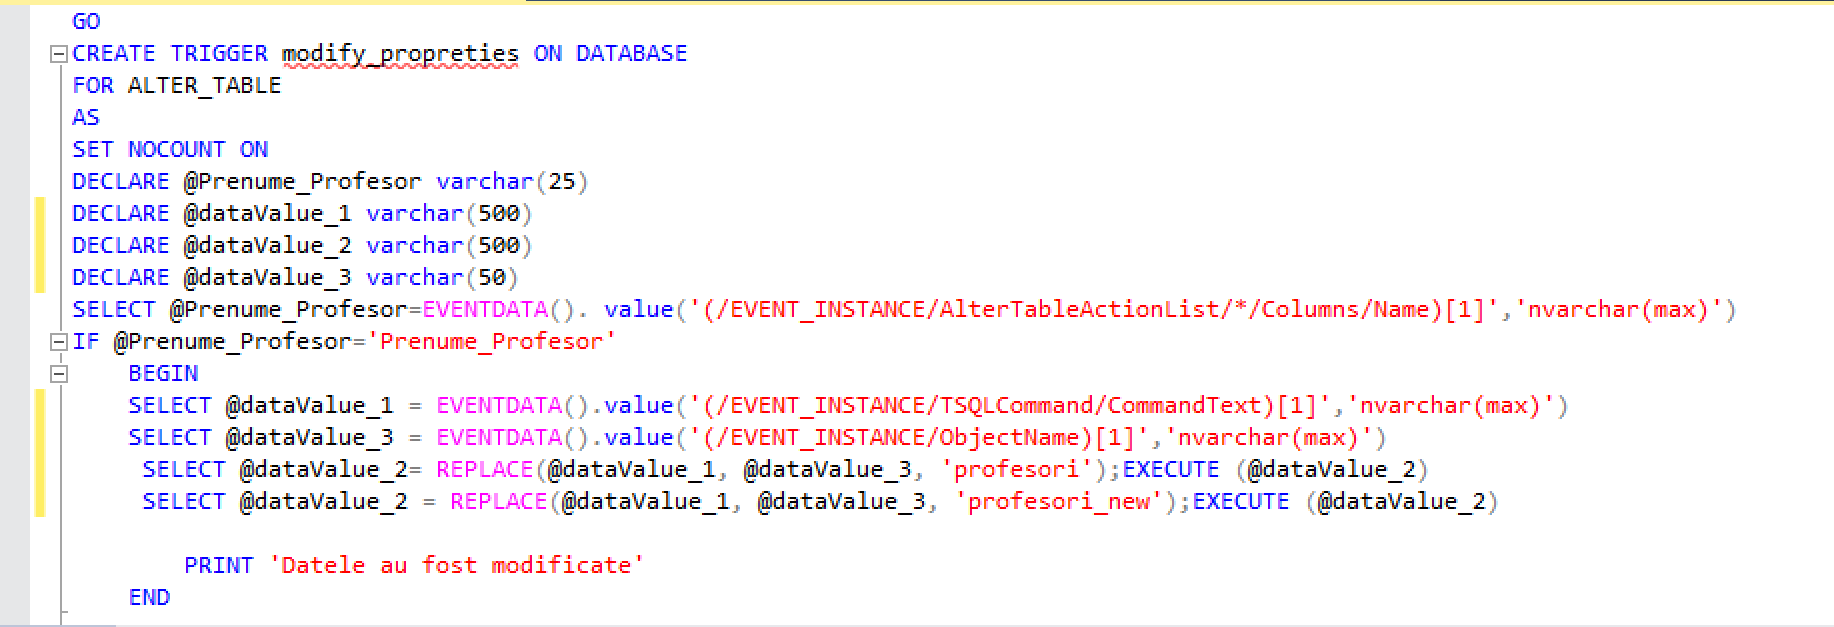 GO
CREATE TRIGGER modify_propreties ON DATABASE
FOR ALTER_TABLE
AS
SET NOCOUNT ON
DECLARE @Prenume_Profesor varchar(25)
DECLARE @dataValue_1 varchar(500)
DECLARE @dataValue_2 varchar(500)
DECLARE @dataValue_3 varchar(50)
SELECT @Prenume_Profesor=EVENTDATA(). value('(/EVENT_INSTANCE/AlterTableActionList/*/Columns/Name)[1]','nvarchar(max)')
IF @Prenume_Profesor='Prenume_Profesor'
BEGIN
SELECT @dataValue_1 = EVENTDATA().value('(/EVENT_INSTANCE/TSQLCommand/CommandText)[1]','nvarchar(max)')
SELECT @dataValue_3 = EVENTDATA().value('(/EVENT_INSTANCE/ObjectName)[1]','nvarchar(max)')
SELECT @dataValue_2= REPLACE(@dataValue_1, @dataValue_3, 'profesori');EXECUTE (@dataValue_2)
SELECT @dataValue_2 = REPLACE(@dataValue_1, @dataValue_3, 'profesori_new');EXECUTE (@dataValue_2)
PRINT 'Datele au fost modificate'
END